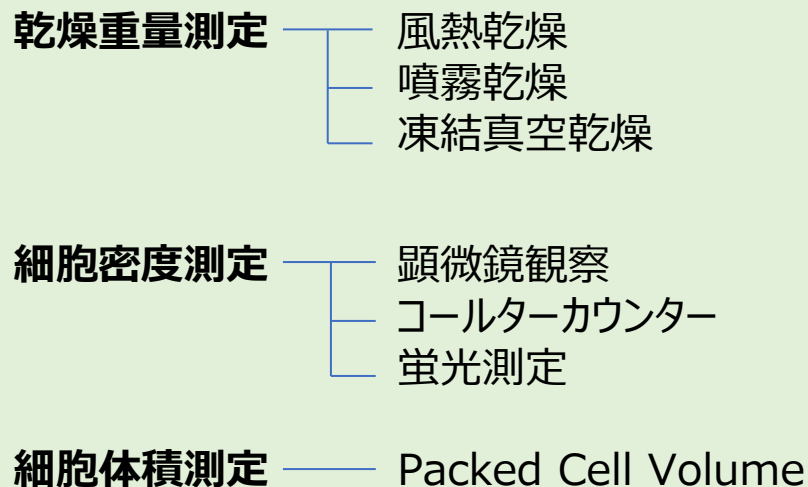 乾燥重量測定 風熱乾燥
噴霧乾燥
凍結真空乾燥
細胞密度測定 顕微鏡観察
コールターカウンター
蛍光測定
細胞体積測定 Packed Cell Volume